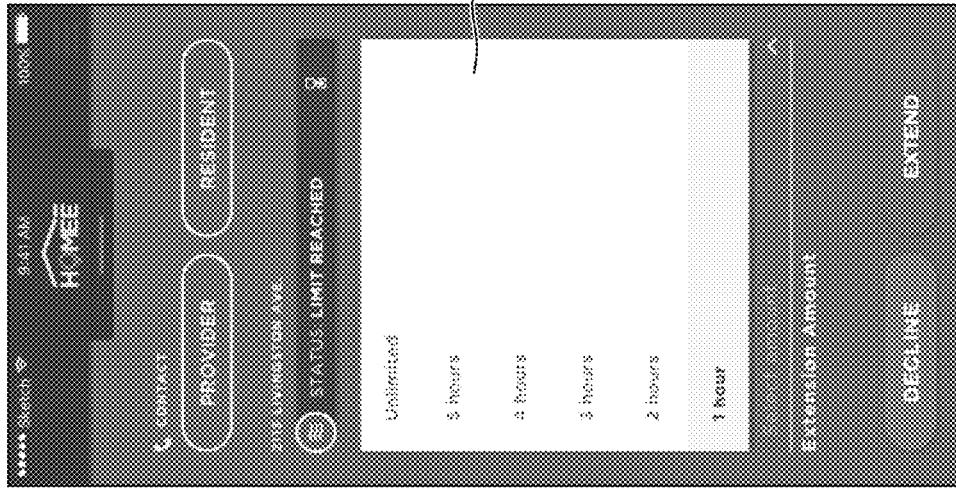 Sketch 9:41 AM 100%
HOMEE
CONTACT
PROVIDER RESIDENT
STATUS LIMIT REACHED
Unlimited
5 hours
4 hours
3 hours
2 hours
1 hour
Extension Amount
DECLINE EXTEND